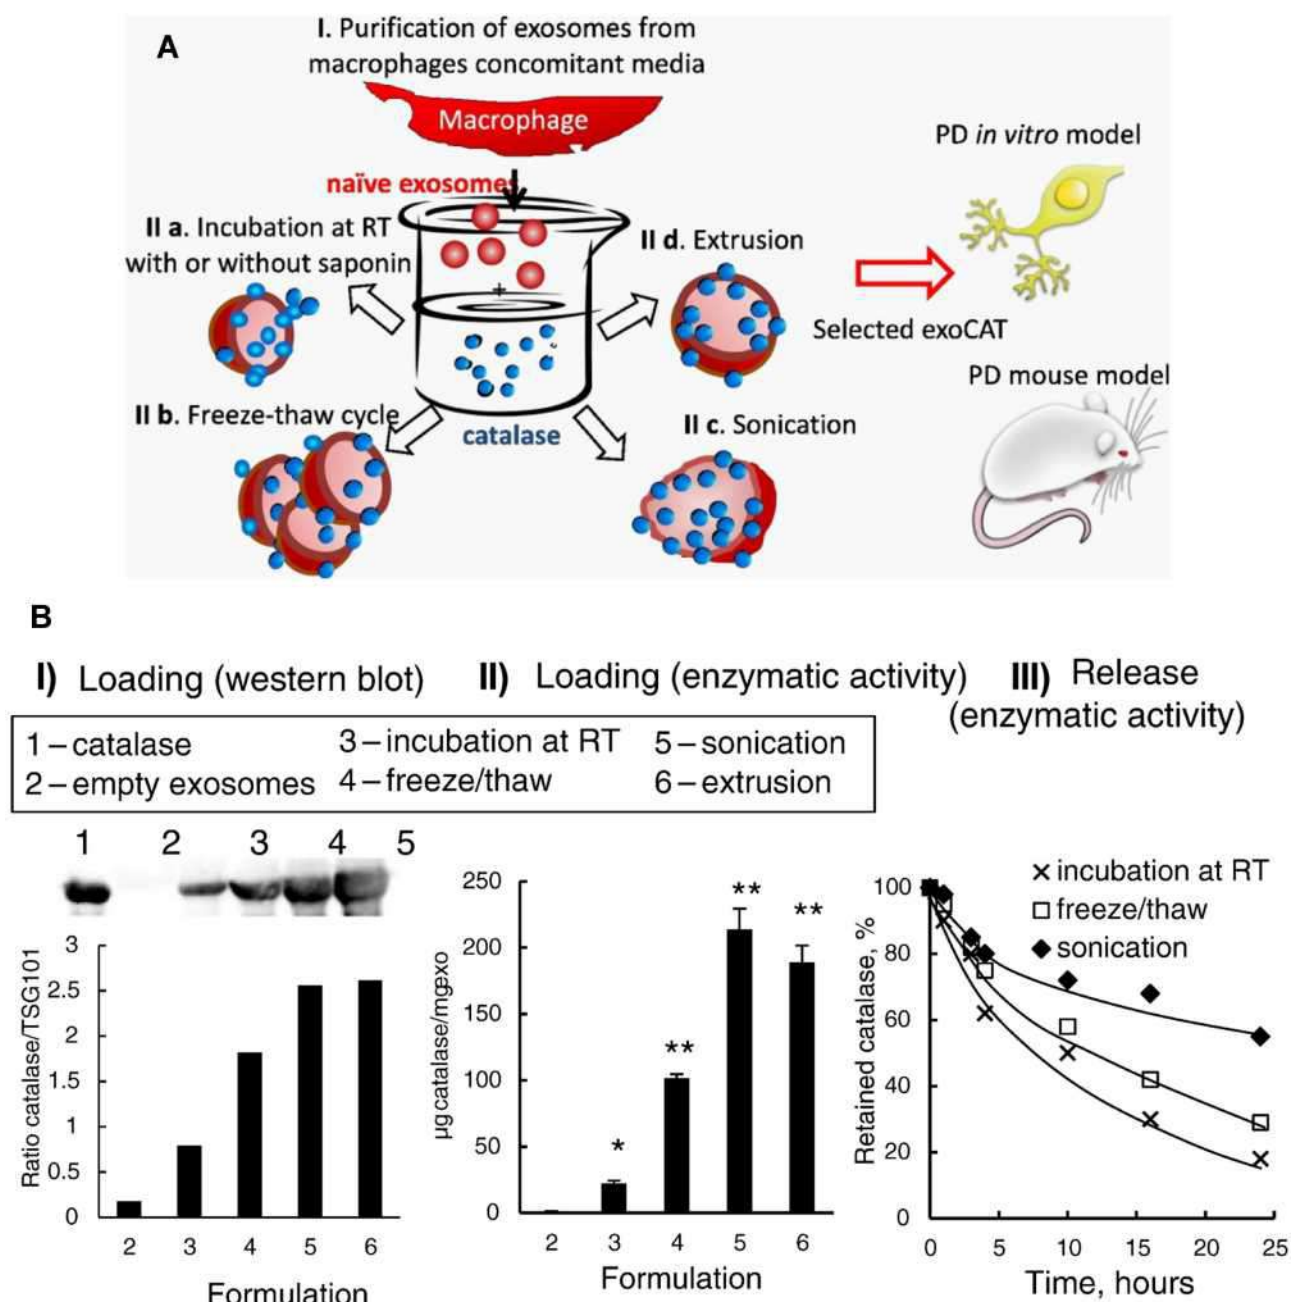 A
I. Purification of exosomes from
macrophages concomitant media
Macrophage
naïve exosomes
II a. Incubation at RT
with or without saponin
II d. Extrusion
+
PD in vitro model
Selected exoCAT
PD mouse model
II b. Freeze-thaw cycle
catalase
II c. Sonication
B
I) Loading (western blot)
II) Loading (enzymatic activity)
III) Release
(enzymatic activity)
1 – catalase
2 – empty exosomes
3 – incubation at RT
4 – freeze/thaw
5 – sonication
6 – extrusion
1 2 3 4 5
Ratio catalase/TSG101
3
2.5
2
1.5
1
0.5
0
2 3 4 5 6
Formulation
µg catalase/mgexo
250
200
150
100
50
0
*
**
**
**
2 3 4 5 6
Formulation
Retained catalase, %
100
80
60
40
20
0
incubation at RT
freeze/thaw
sonication
0 5 10 15 20 25
Time, hours